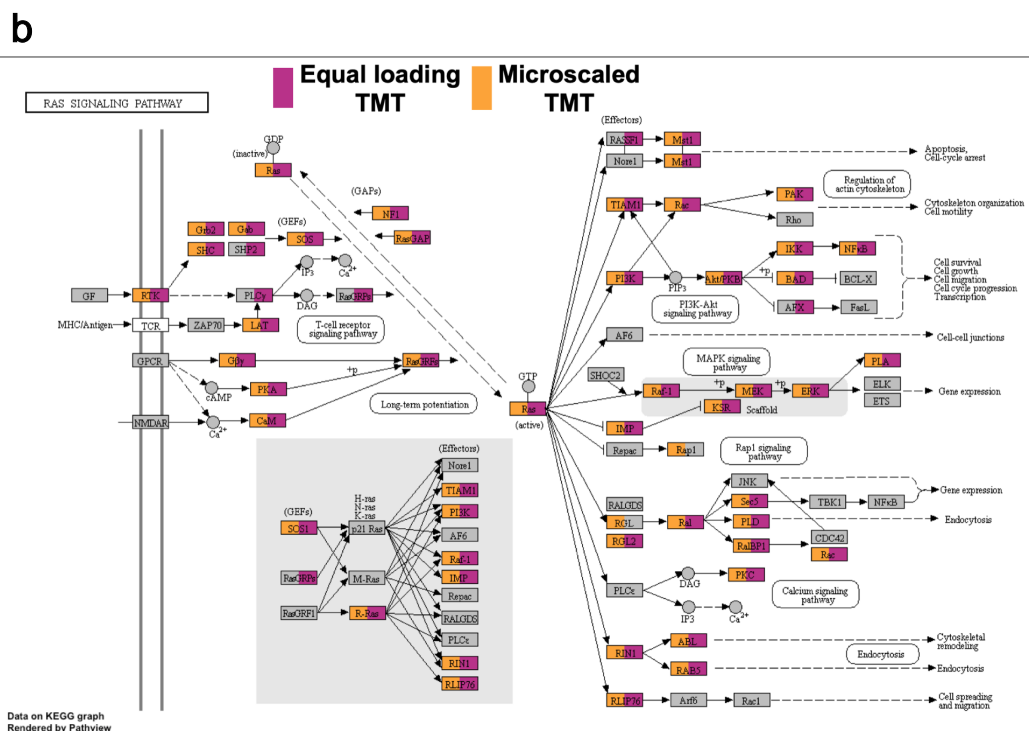 b
Equal loading
TMT
Microscaled
TMT
RAS SIGNALING PATHWAY
GDP
(inactive)
Ras
(GAPs)
NF1
RasGAP
Grb2
Gab
(GEFs)
SHC
SHP2
SOS
IP3
Ca2+
GF
RTK
PLCγ
DAG
RasGRPs
MHC/Antigen
TCR
ZAP70
LAT
T-cell receptor
signaling pathway
GPCR
Gβγ
RasGRFs
+p
cAMP
PKA
Long-term potentiation
NMDAR
Ca2+
CaM
GTP
Ras
(active)
(Effectors)
RASSF1
Mst1
Nore1
Mst1
Apoptosis,
Cell-cycle arrest
Regulation of
actin cytoskeleton
TIAM1
Rac
PAK
Rho
Cytoskeleton organization
Cell motility
PI3K
PIP3
Akt/PKB
+p
IKK
NFκB
BAD
BCL-X
AFX
FasL
Cell survival
Cell growth
Cell migration
Cell cycle progression
Transcription
PI3K-Akt
signaling pathway
AF6
Cell-cell junctions
MAPK signaling
pathway
SHOC2
Raf-1
+p
MEK
+p
ERK
PLA
ELK
ETS
Gene expression
KSR
Scaffold
IMP
Repac
Rap1
Rap1 signaling
pathway
RALGDS
RGL
RGL2
Ral
JNK
Sec5
TBK1
NFκB
Gene expression
PLD
Endocytosis
RalBP1
CDC42
Rac
PLCε
DAG
PKC
IP3
Ca2+
Calcium signaling
pathway
RIN1
ABL
Cytoskeletal
remodeling
Endocytosis
RAB5
Endocytosis
RLIP76
Arf6
Rac1
Cell spreading
and migration
(Effectors)
Nore1
H-ras
N-ras
K-ras
(GEFs)
SOS1
p21 Ras
TIAM1
PI3K
AF6
Raf-1
RasGRPs
M-Ras
IMP
Repac
RasGRF1
R-Ras
RALGDS
PLCε
RIN1
RLIP76
Data on KEGG graph
Rendered by Pathview